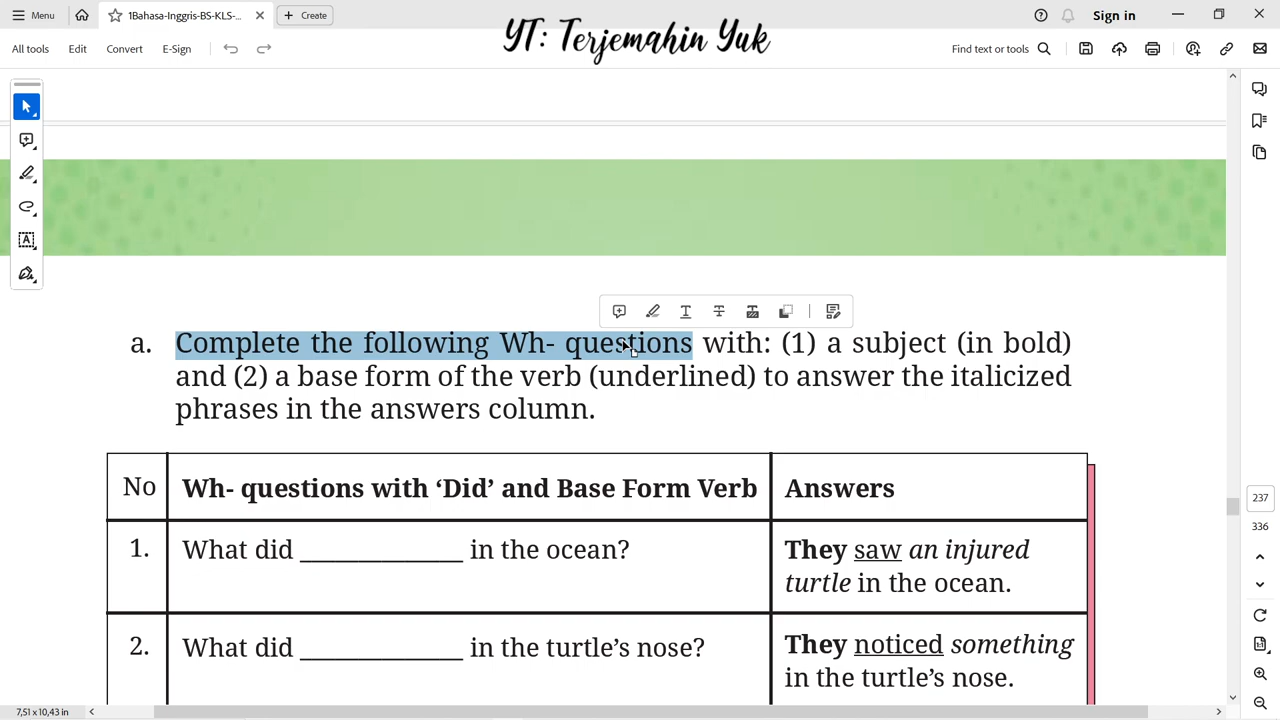 Menu
1Bahasa-Inggris-BS-KLS-...
Create
Sign in
All tools Edit Convert E-Sign
YT: Terjemahin Yuk
Find text or tools
a. Complete the following Wh- questions with: (1) a subject (in bold)
and (2) a base form of the verb (underlined) to answer the italicized
phrases in the answers column.
No Wh- questions with ‘Did’ and Base Form Verb Answers
1. What did ______________ in the ocean? They saw an injured
turtle in the ocean.
2. What did ______________ in the turtle’s nose? They noticed something
in the turtle’s nose.
237
336
7,51 x 10,43 in